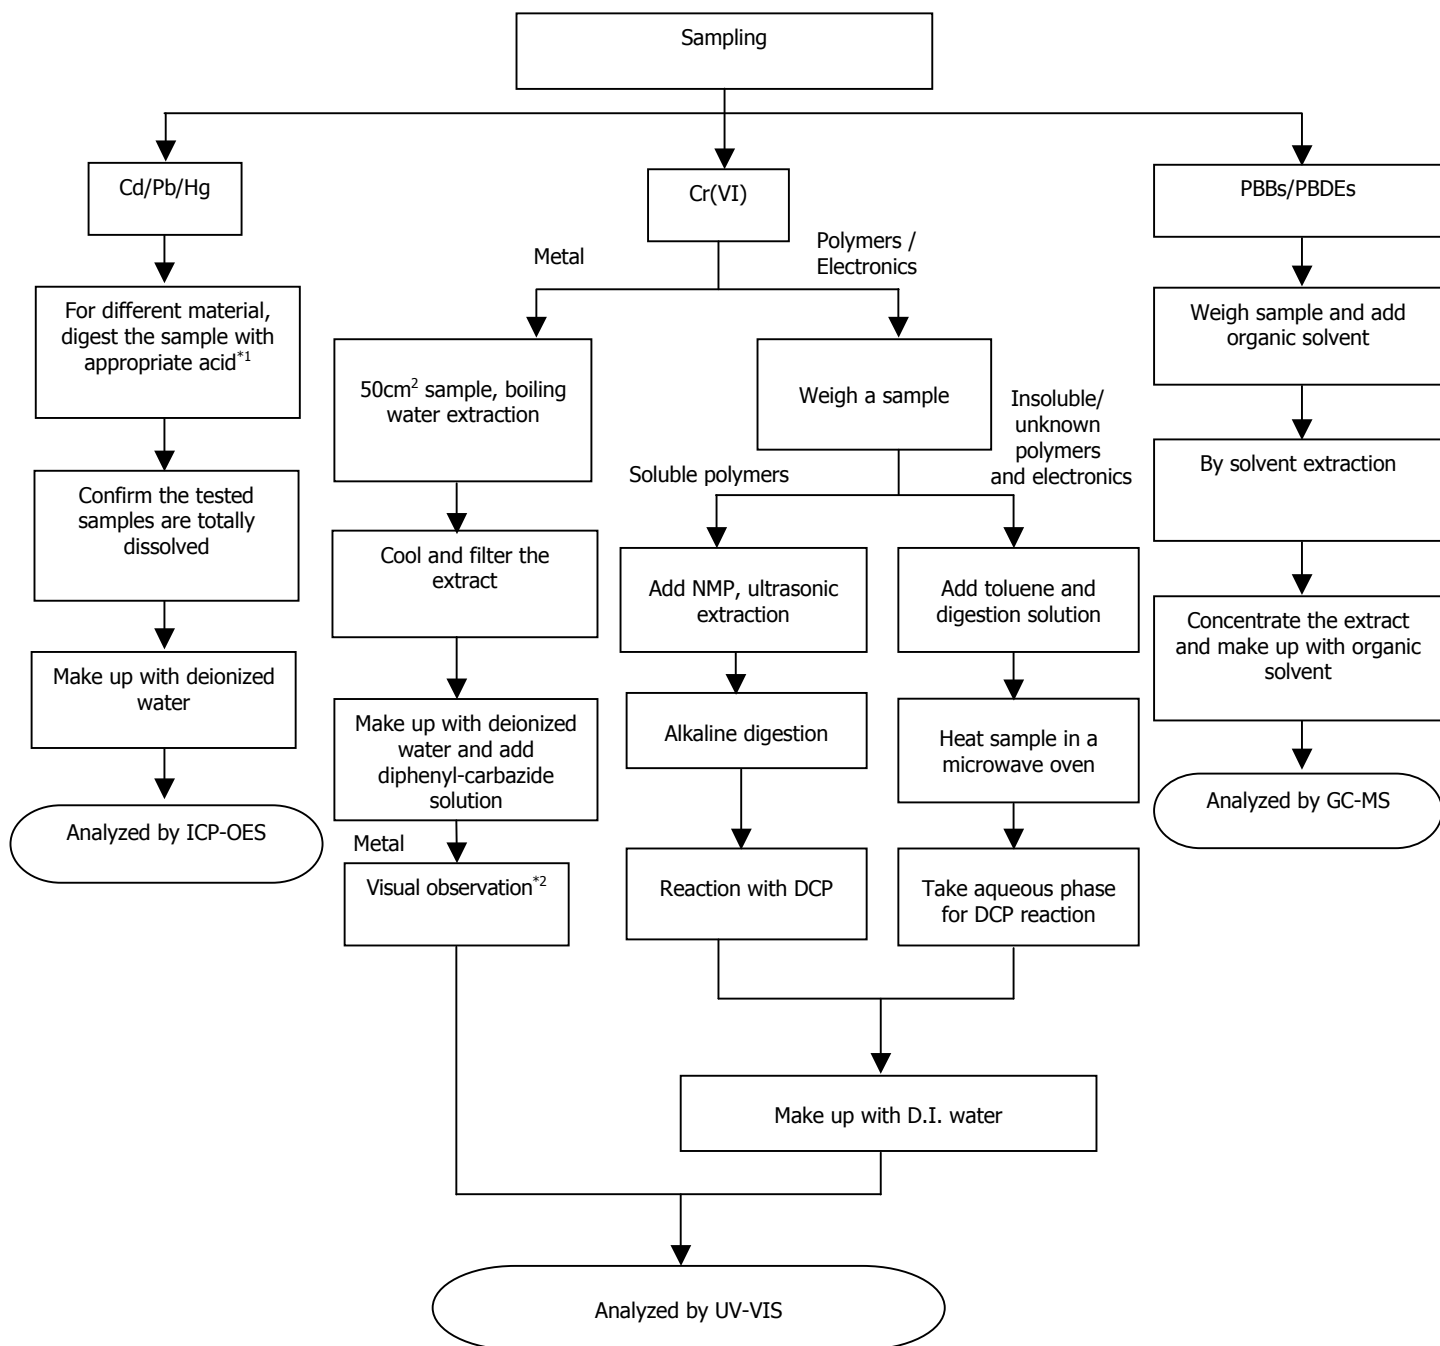 Sampling
Cd/Pb/Hg
Cr(VI)
PBBs/PBDEs
Metal
Polymers /
Electronics
For different material,
digest the sample with
appropriate acid*1
50cm2 sample, boiling
water extraction
Weigh a sample
Weigh sample and add
organic solvent
Soluble polymers
Insoluble/
unknown
polymers
and electronics
Confirm the tested
samples are totally
dissolved
Cool and filter the
extract
Add NMP, ultrasonic
extraction
Add toluene and
digestion solution
By solvent extraction
Make up with deionized
water
Make up with deionized
water and add
diphenyl-carbazide
solution
Alkaline digestion
Heat sample in a
microwave oven
Concentrate the extract
and make up with organic
solvent
Analyzed by ICP-OES
Metal
Visual observation*2
Reaction with DCP
Take aqueous phase
for DCP reaction
Analyzed by GC-MS
Make up with D.I. water
Analyzed by UV-VIS